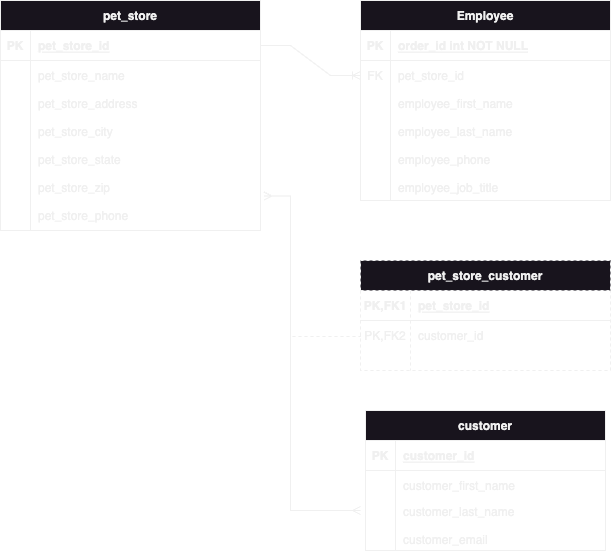 pet_store
PK pet_store_id
pet_store_name
pet_store_address
pet_store_city
pet_store_state
pet_store_zip
pet_store_phone
Employee
PK order_id int NOT NULL
FK pet_store_id
employee_first_name
employee_last_name
employee_phone
employee_job_title
pet_store_customer
PK,FK1 pet_store_id
PK,FK2 customer_id
customer
PK customer_id
customer_first_name
customer_last_name
customer_email